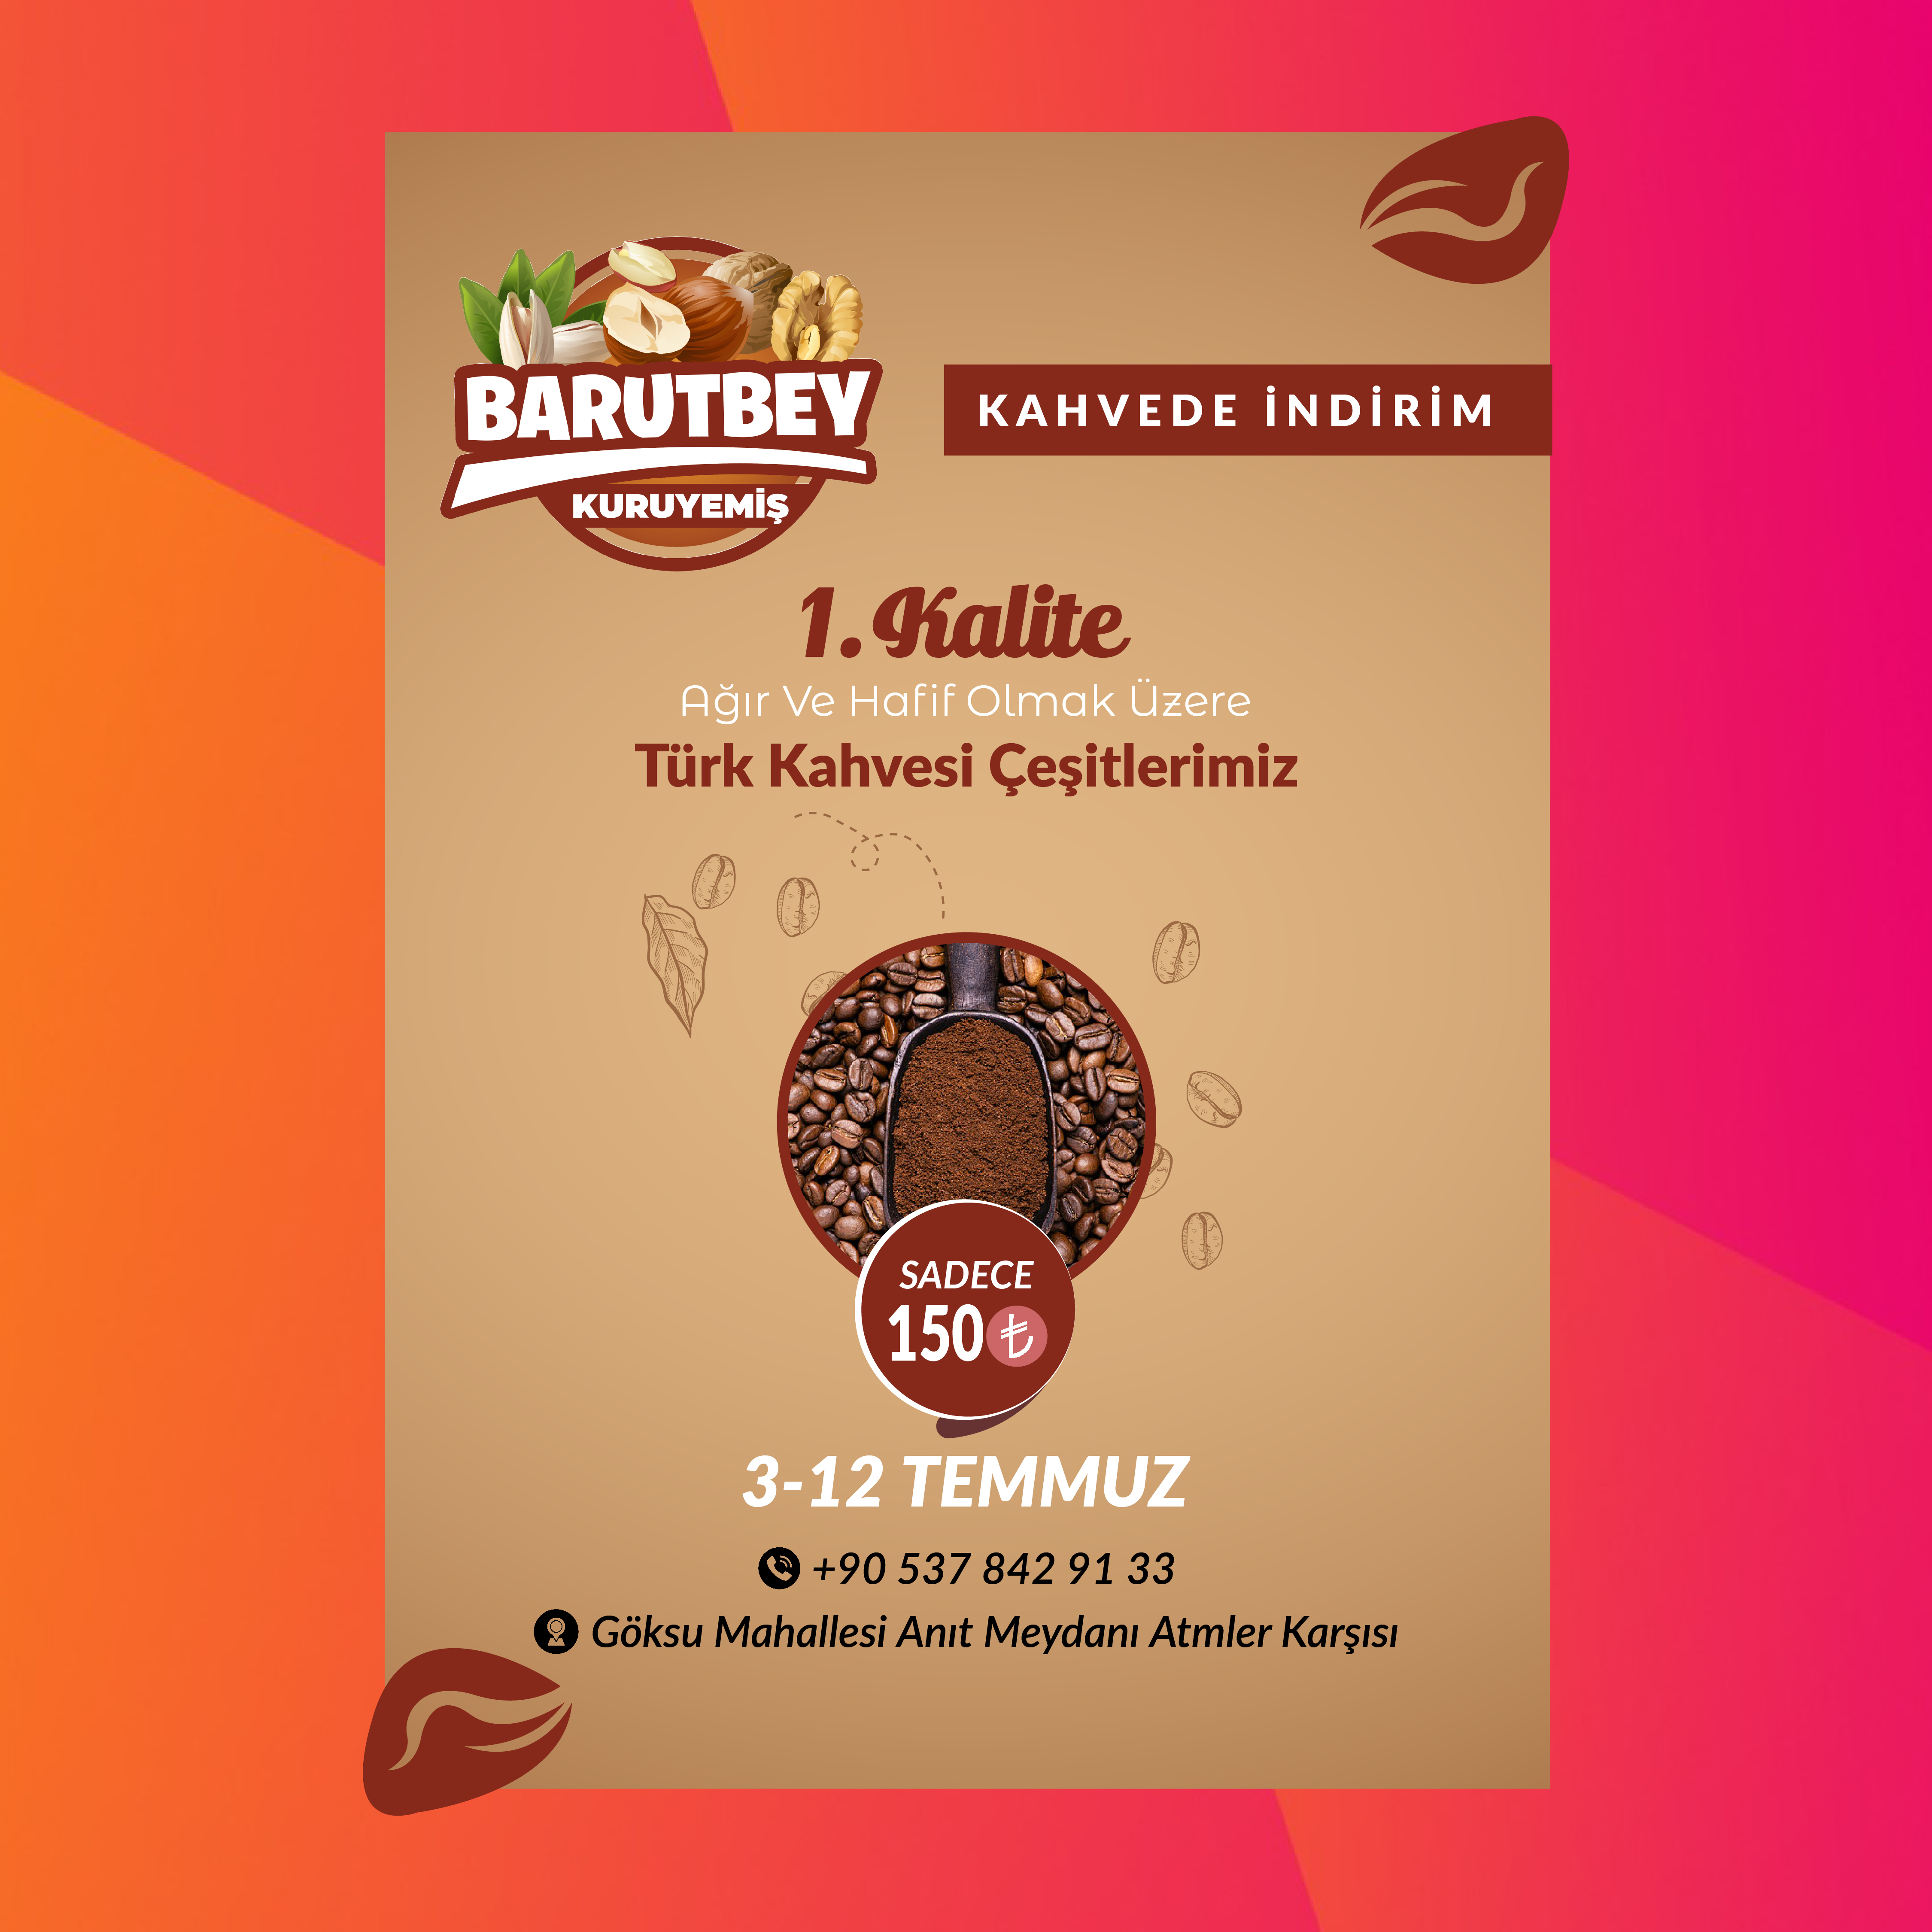 BARUTBEY
KURUYEMİŞ
KAHVEDE İNDİRİM
1. Kalite
Ağır Ve Hafif Olmak Üzere
Türk Kahvesi Çeşitlerimiz
SADECE
150 ₺
3-12 TEMMUZ
+90 537 842 91 33
Göksu Mahallesi Anıt Meydanı Atmler Karşısı